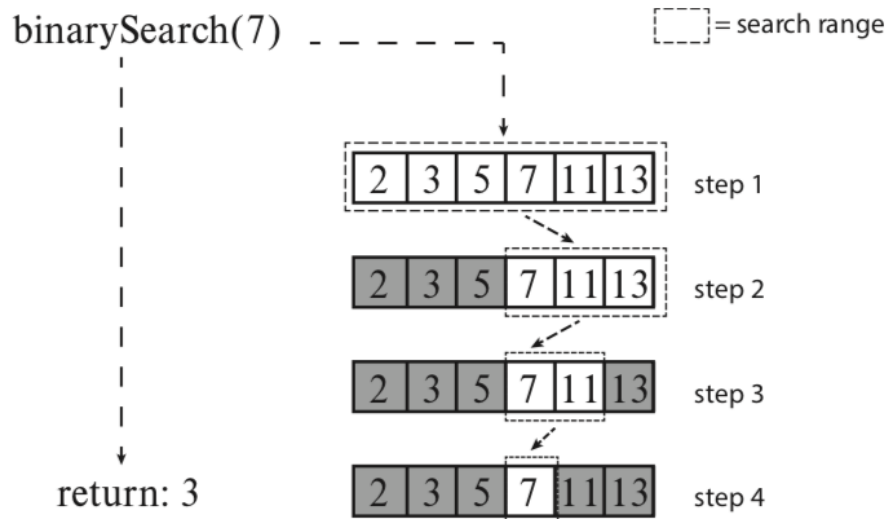 binarySearch(7)
= search range
2 3 5 7 11 13 step 1
2 3 5 7 11 13 step 2
2 3 5 7 11 13 step 3
return: 3
2 3 5 7 11 13 step 4